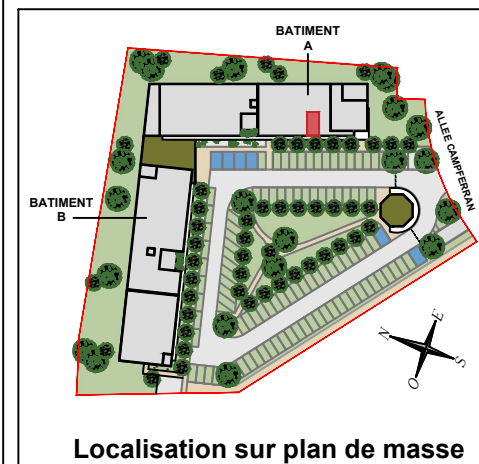 BATIMENT
A
ALLEE CAMPFERRAN
BATIMENT
B
N
E
S
O
Localisation sur plan de masse